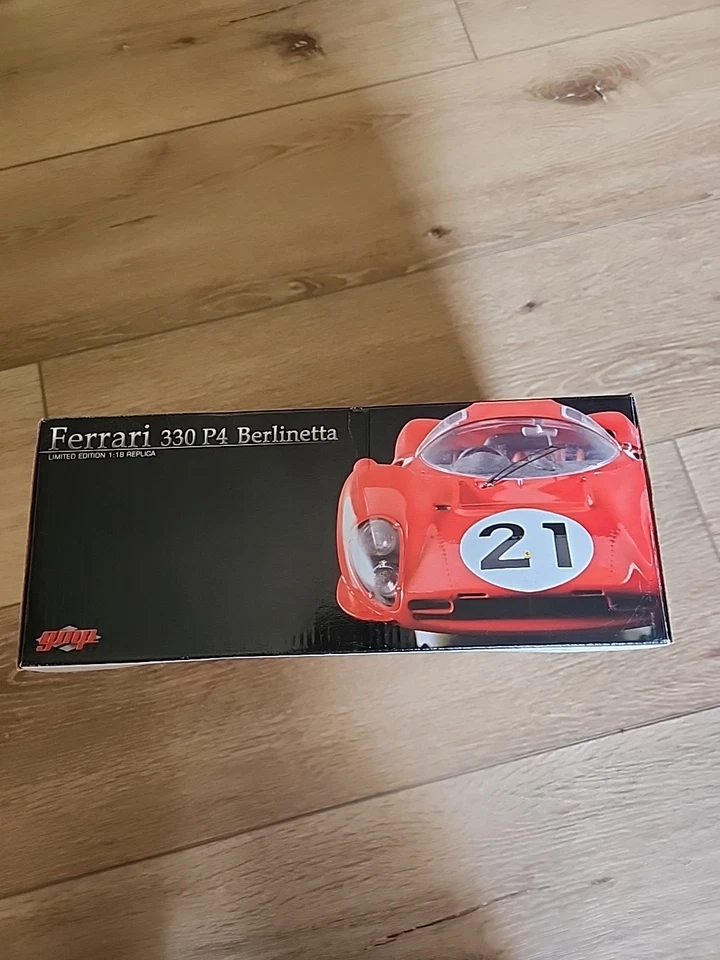 Ferrari 330 P4 Berlinetta
LIMITED EDITION 1:18 REPLICA
21
gmp